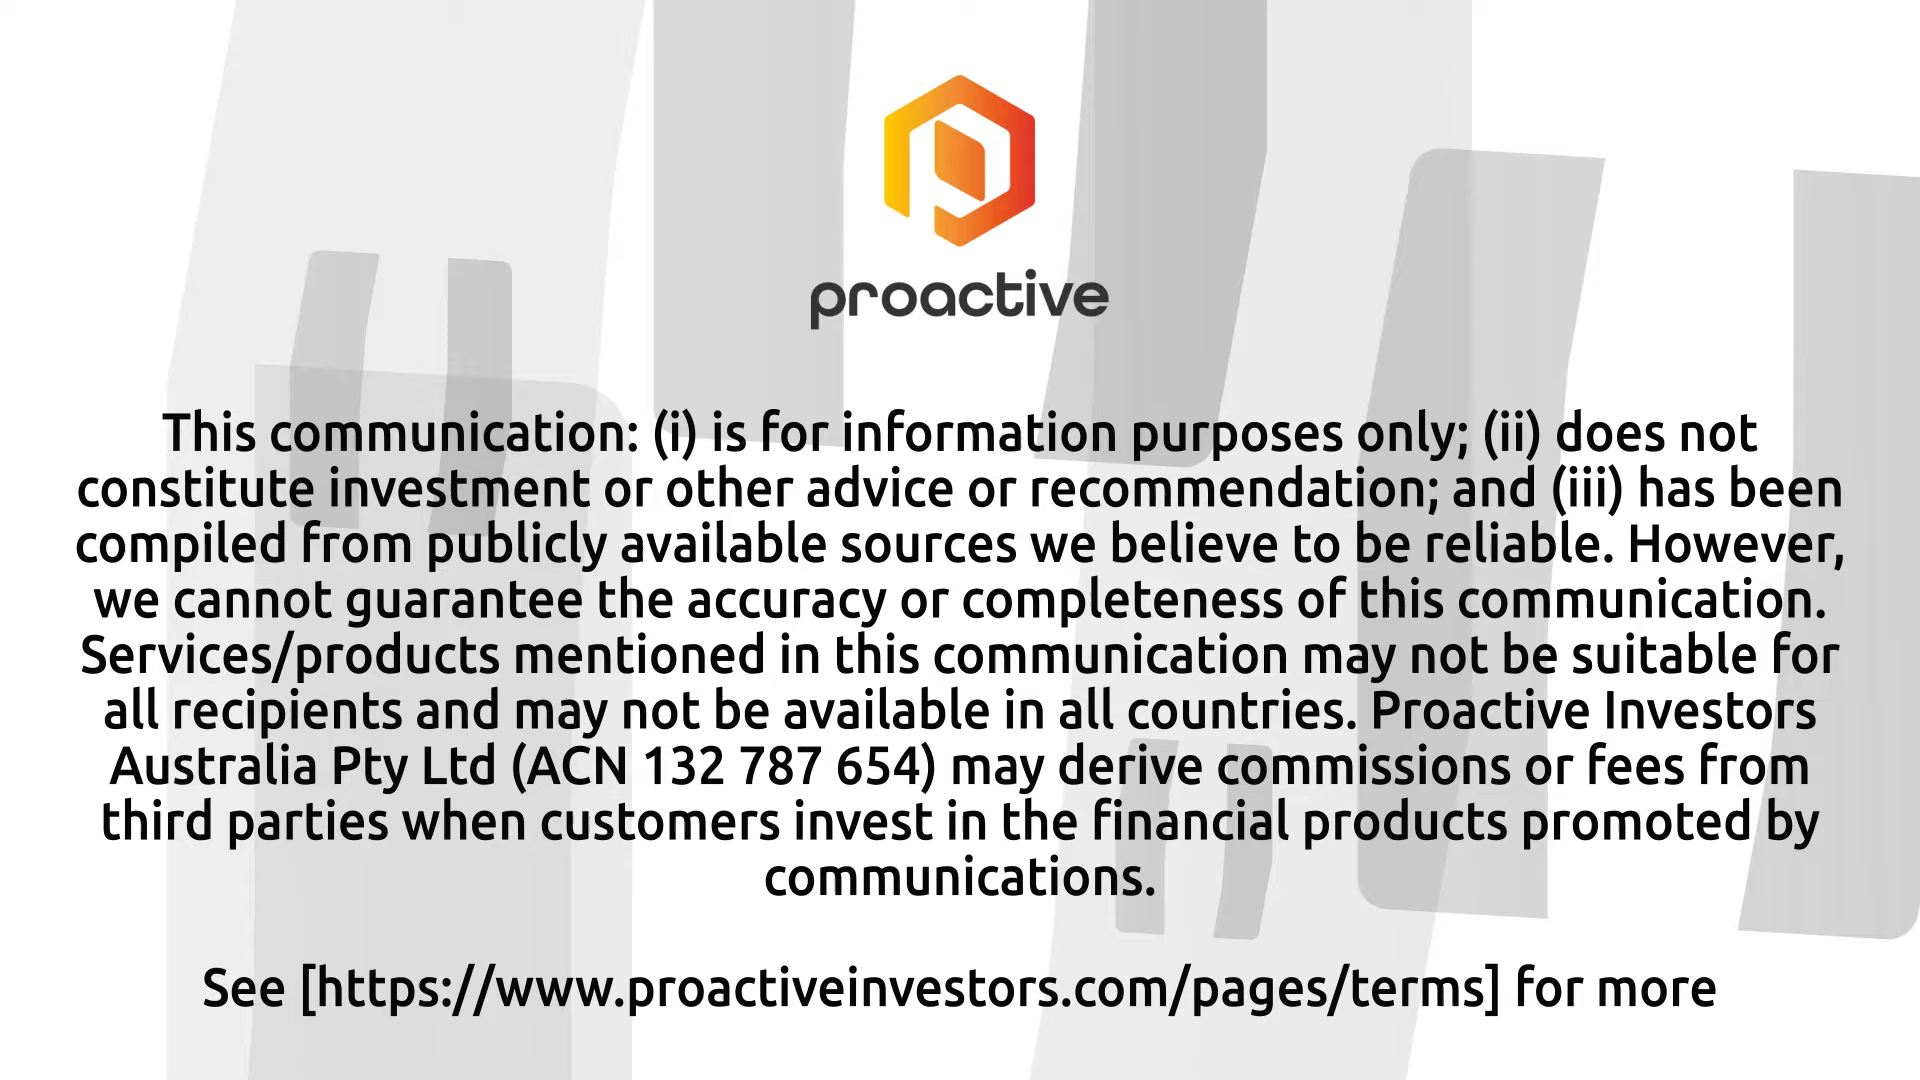 proactive
This communication: (i) is for information purposes only; (ii) does not
constitute investment or other advice or recommendation; and (iii) has been
compiled from publicly available sources we believe to be reliable. However,
we cannot guarantee the accuracy or completeness of this communication.
Services/products mentioned in this communication may not be suitable for
all recipients and may not be available in all countries. Proactive Investors
Australia Pty Ltd (ACN 132 787 654) may derive commissions or fees from
third parties when customers invest in the financial products promoted by
communications.
See [https://www.proactiveinvestors.com/pages/terms] for more